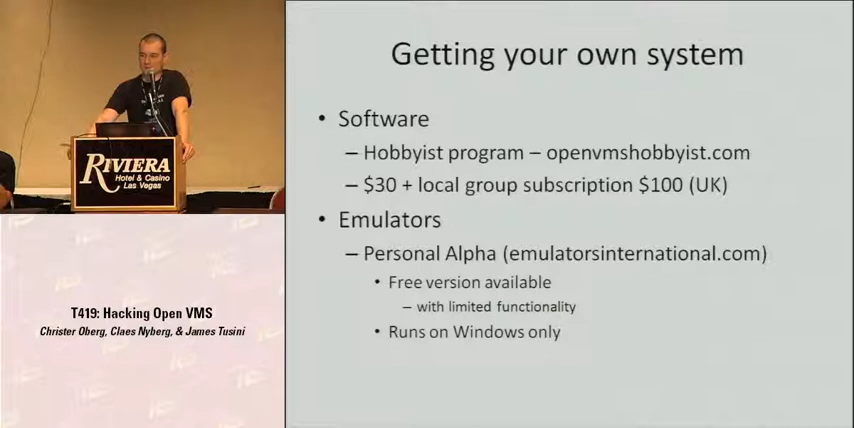 RIVIERA
Hotel & Casino
Las Vegas
T419: Hacking Open VMS
Christer Oberg, Claes Nyberg, & James Tusini
Getting your own system
• Software
– Hobbyist program – openvmshobbyist.com
– $30 + local group subscription $100 (UK)
• Emulators
– Personal Alpha (emulatorsinternational.com)
• Free version available
– with limited functionality
• Runs on Windows only